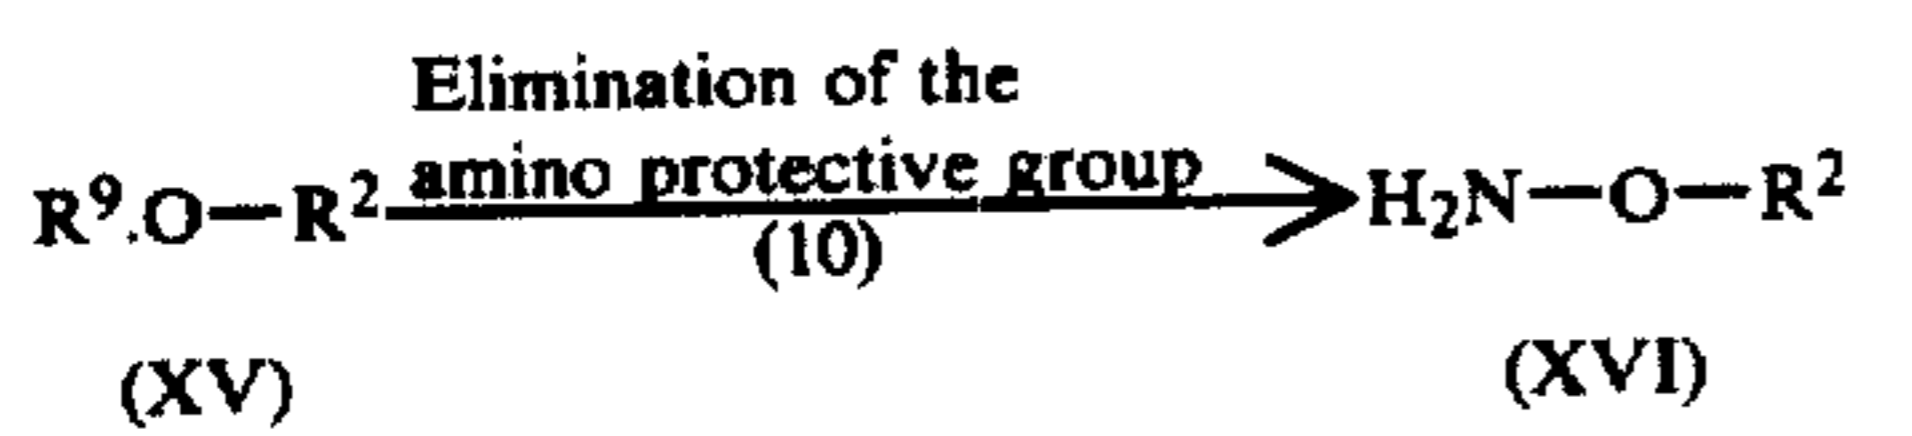 Elimination of the
amino protective group
R⁹.O—R² → H₂N—O—R²
(10)
(XV) (XVI)